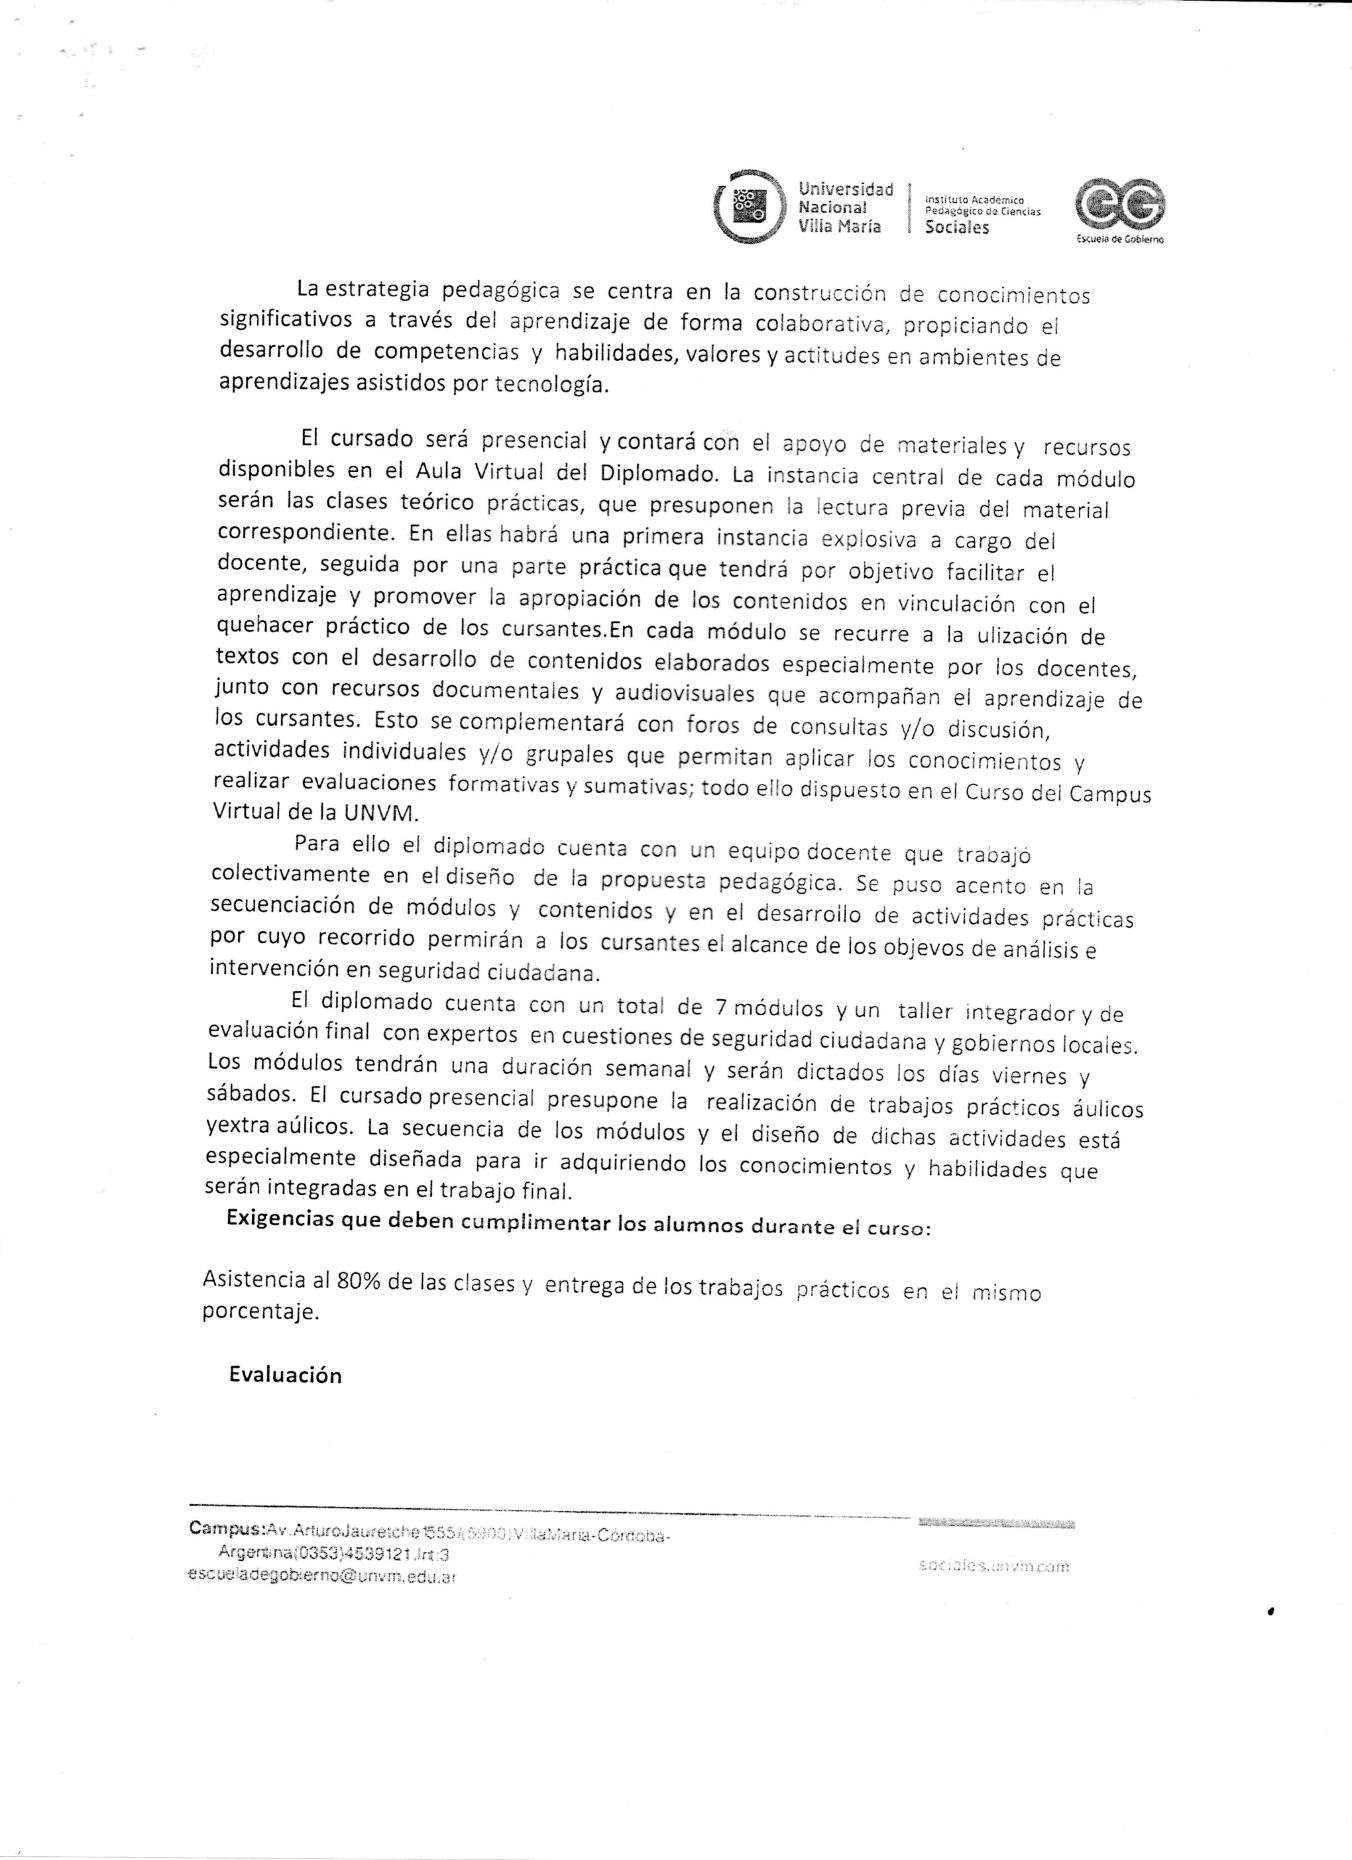 Universidad
Nacional
Villa María
Instituto Académico
Pedagógico de Ciencias
Sociales
eG
Escuela de Gobierno
La estrategia pedagógica se centra en la construcción de conocimientos
significativos a través del aprendizaje de forma colaborativa, propiciando el
desarrollo de competencias y habilidades, valores y actitudes en ambientes de
aprendizajes asistidos por tecnología.
El cursado será presencial y contará con el apoyo de materiales y recursos
disponibles en el Aula Virtual del Diplomado. La instancia central de cada módulo
serán las clases teórico prácticas, que presuponen la lectura previa del material
correspondiente. En ellas habrá una primera instancia explosiva a cargo del
docente, seguida por una parte práctica que tendrá por objetivo facilitar el
aprendizaje y promover la apropiación de los contenidos en vinculación con el
quehacer práctico de los cursantes.En cada módulo se recurre a la ulización de
textos con el desarrollo de contenidos elaborados especialmente por los docentes,
junto con recursos documentales y audiovisuales que acompañan el aprendizaje de
los cursantes. Esto se complementará con foros de consultas y/o discusión,
actividades individuales y/o grupales que permitan aplicar los conocimientos y
realizar evaluaciones formativas y sumativas; todo ello dispuesto en el Curso del Campus
Virtual de la UNVM.
Para ello el diplomado cuenta con un equipo docente que trabajó
colectivamente en el diseño de la propuesta pedagógica. Se puso acento en la
secuenciación de módulos y contenidos y en el desarrollo de actividades prácticas
por cuyo recorrido permirán a los cursantes el alcance de los objevos de análisis e
intervención en seguridad ciudadana.
El diplomado cuenta con un total de 7 módulos y un taller integrador y de
evaluación final con expertos en cuestiones de seguridad ciudadana y gobiernos locales.
Los módulos tendrán una duración semanal y serán dictados los días viernes y
sábados. El cursado presencial presupone la realización de trabajos prácticos áulicos
yextra aúlicos. La secuencia de los módulos y el diseño de dichas actividades está
especialmente diseñada para ir adquiriendo los conocimientos y habilidades que
serán integradas en el trabajo final.
Exigencias que deben cumplimentar los alumnos durante el curso:
Asistencia al 80% de las clases y entrega de los trabajos prácticos en el mismo
porcentaje.
Evaluación
Campus:Av.ArturoJauretche1555(5900)VillaMaría-Córdoba-
Argentina(0353)4539121.Int:3
escueladegobierno@unvm.edu.ar
sociales.unvm.com